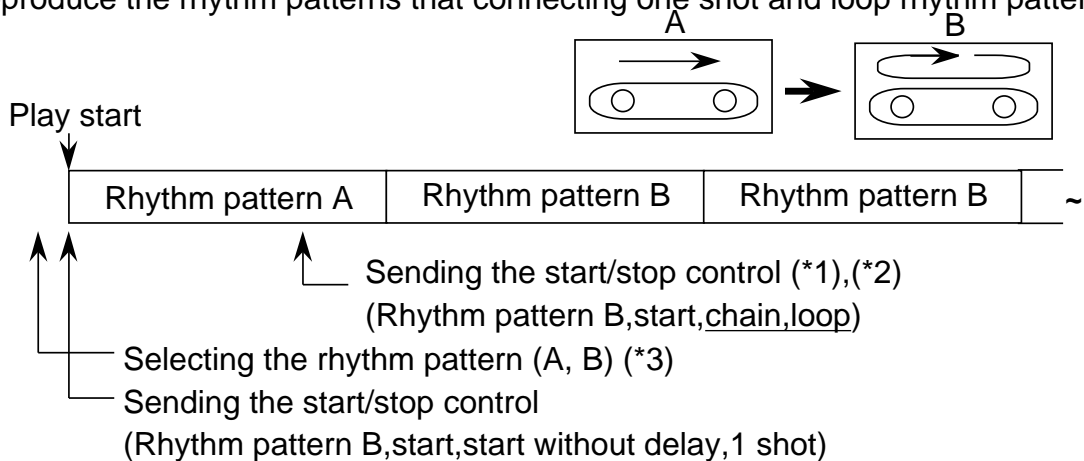 produce the rhythm patterns that connecting one shot and loop rhythm patter
A
B
Play start
Rhythm pattern A
Rhythm pattern B
Rhythm pattern B
~
Sending the start/stop control (*1),(*2)
(Rhythm pattern B,start,chain,loop)
Selecting the rhythm pattern (A, B) (*3)
Sending the start/stop control
(Rhythm pattern B,start,start without delay,1 shot)